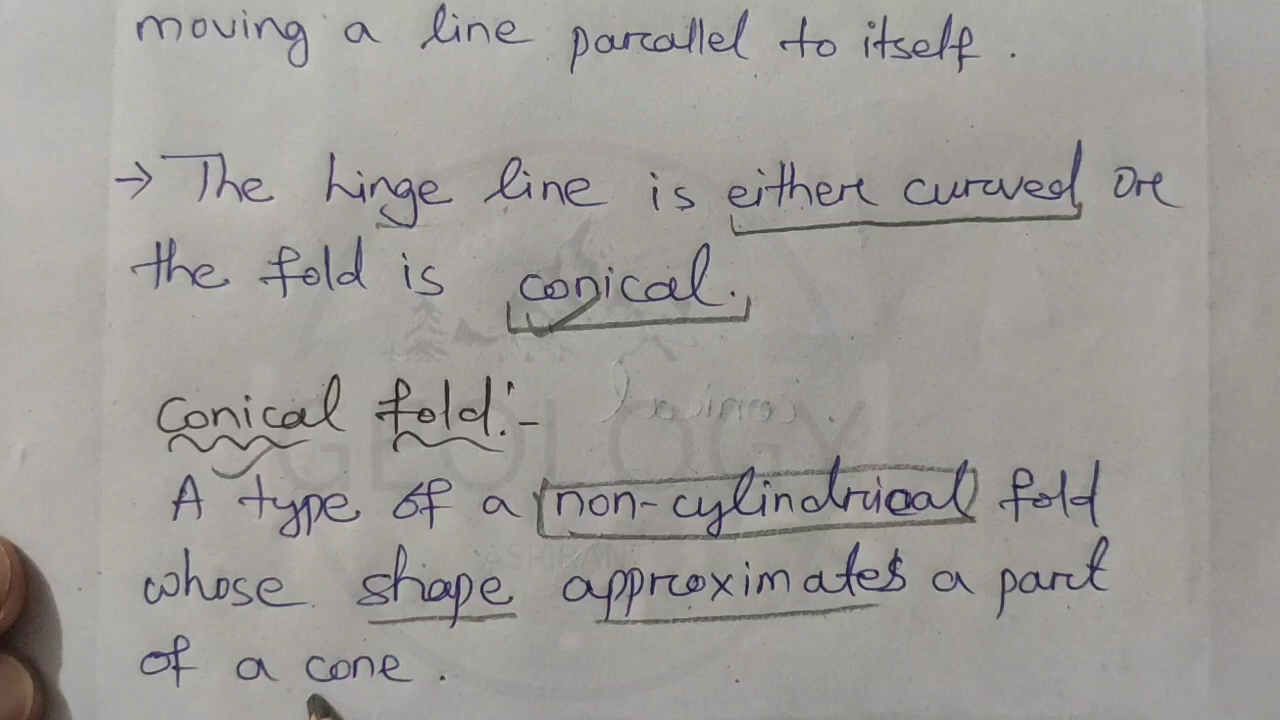 moving a line parallel to itself.
→ The hinge line is either curved or
the fold is conical.
Conical fold:-
A type of a non-cylindrical fold
whose shape approximates a part
of a cone.
GEOLOGY